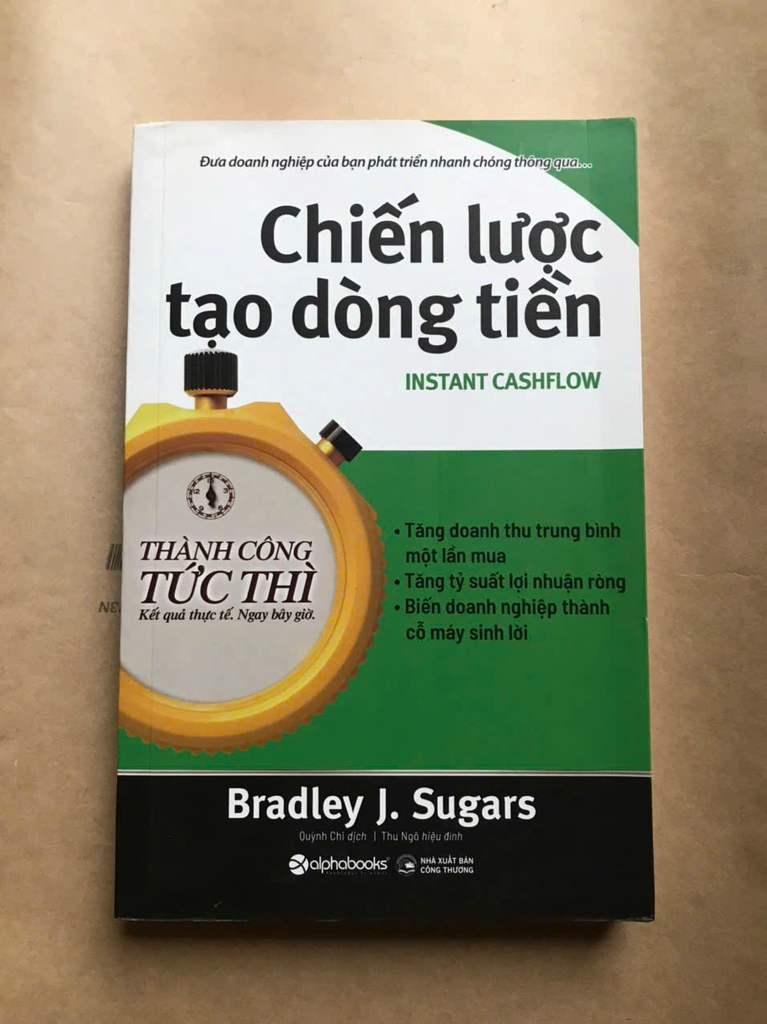 Đưa doanh nghiệp của bạn phát triển nhanh chóng thông qua...
Chiến lược
tạo dòng tiền
INSTANT CASHFLOW
12
THÀNH CÔNG
TỨC THÌ
Kết quả thực tế. Ngay bây giờ.
• Tăng doanh thu trung bình
một lần mua
• Tăng tỷ suất lợi nhuận ròng
• Biến doanh nghiệp thành
cỗ máy sinh lời
Bradley J. Sugars
Quỳnh Chi dịch | Thu Ngô hiệu đính
alphabooks
NHÀ XUẤT BẢN
CÔNG THƯƠNG